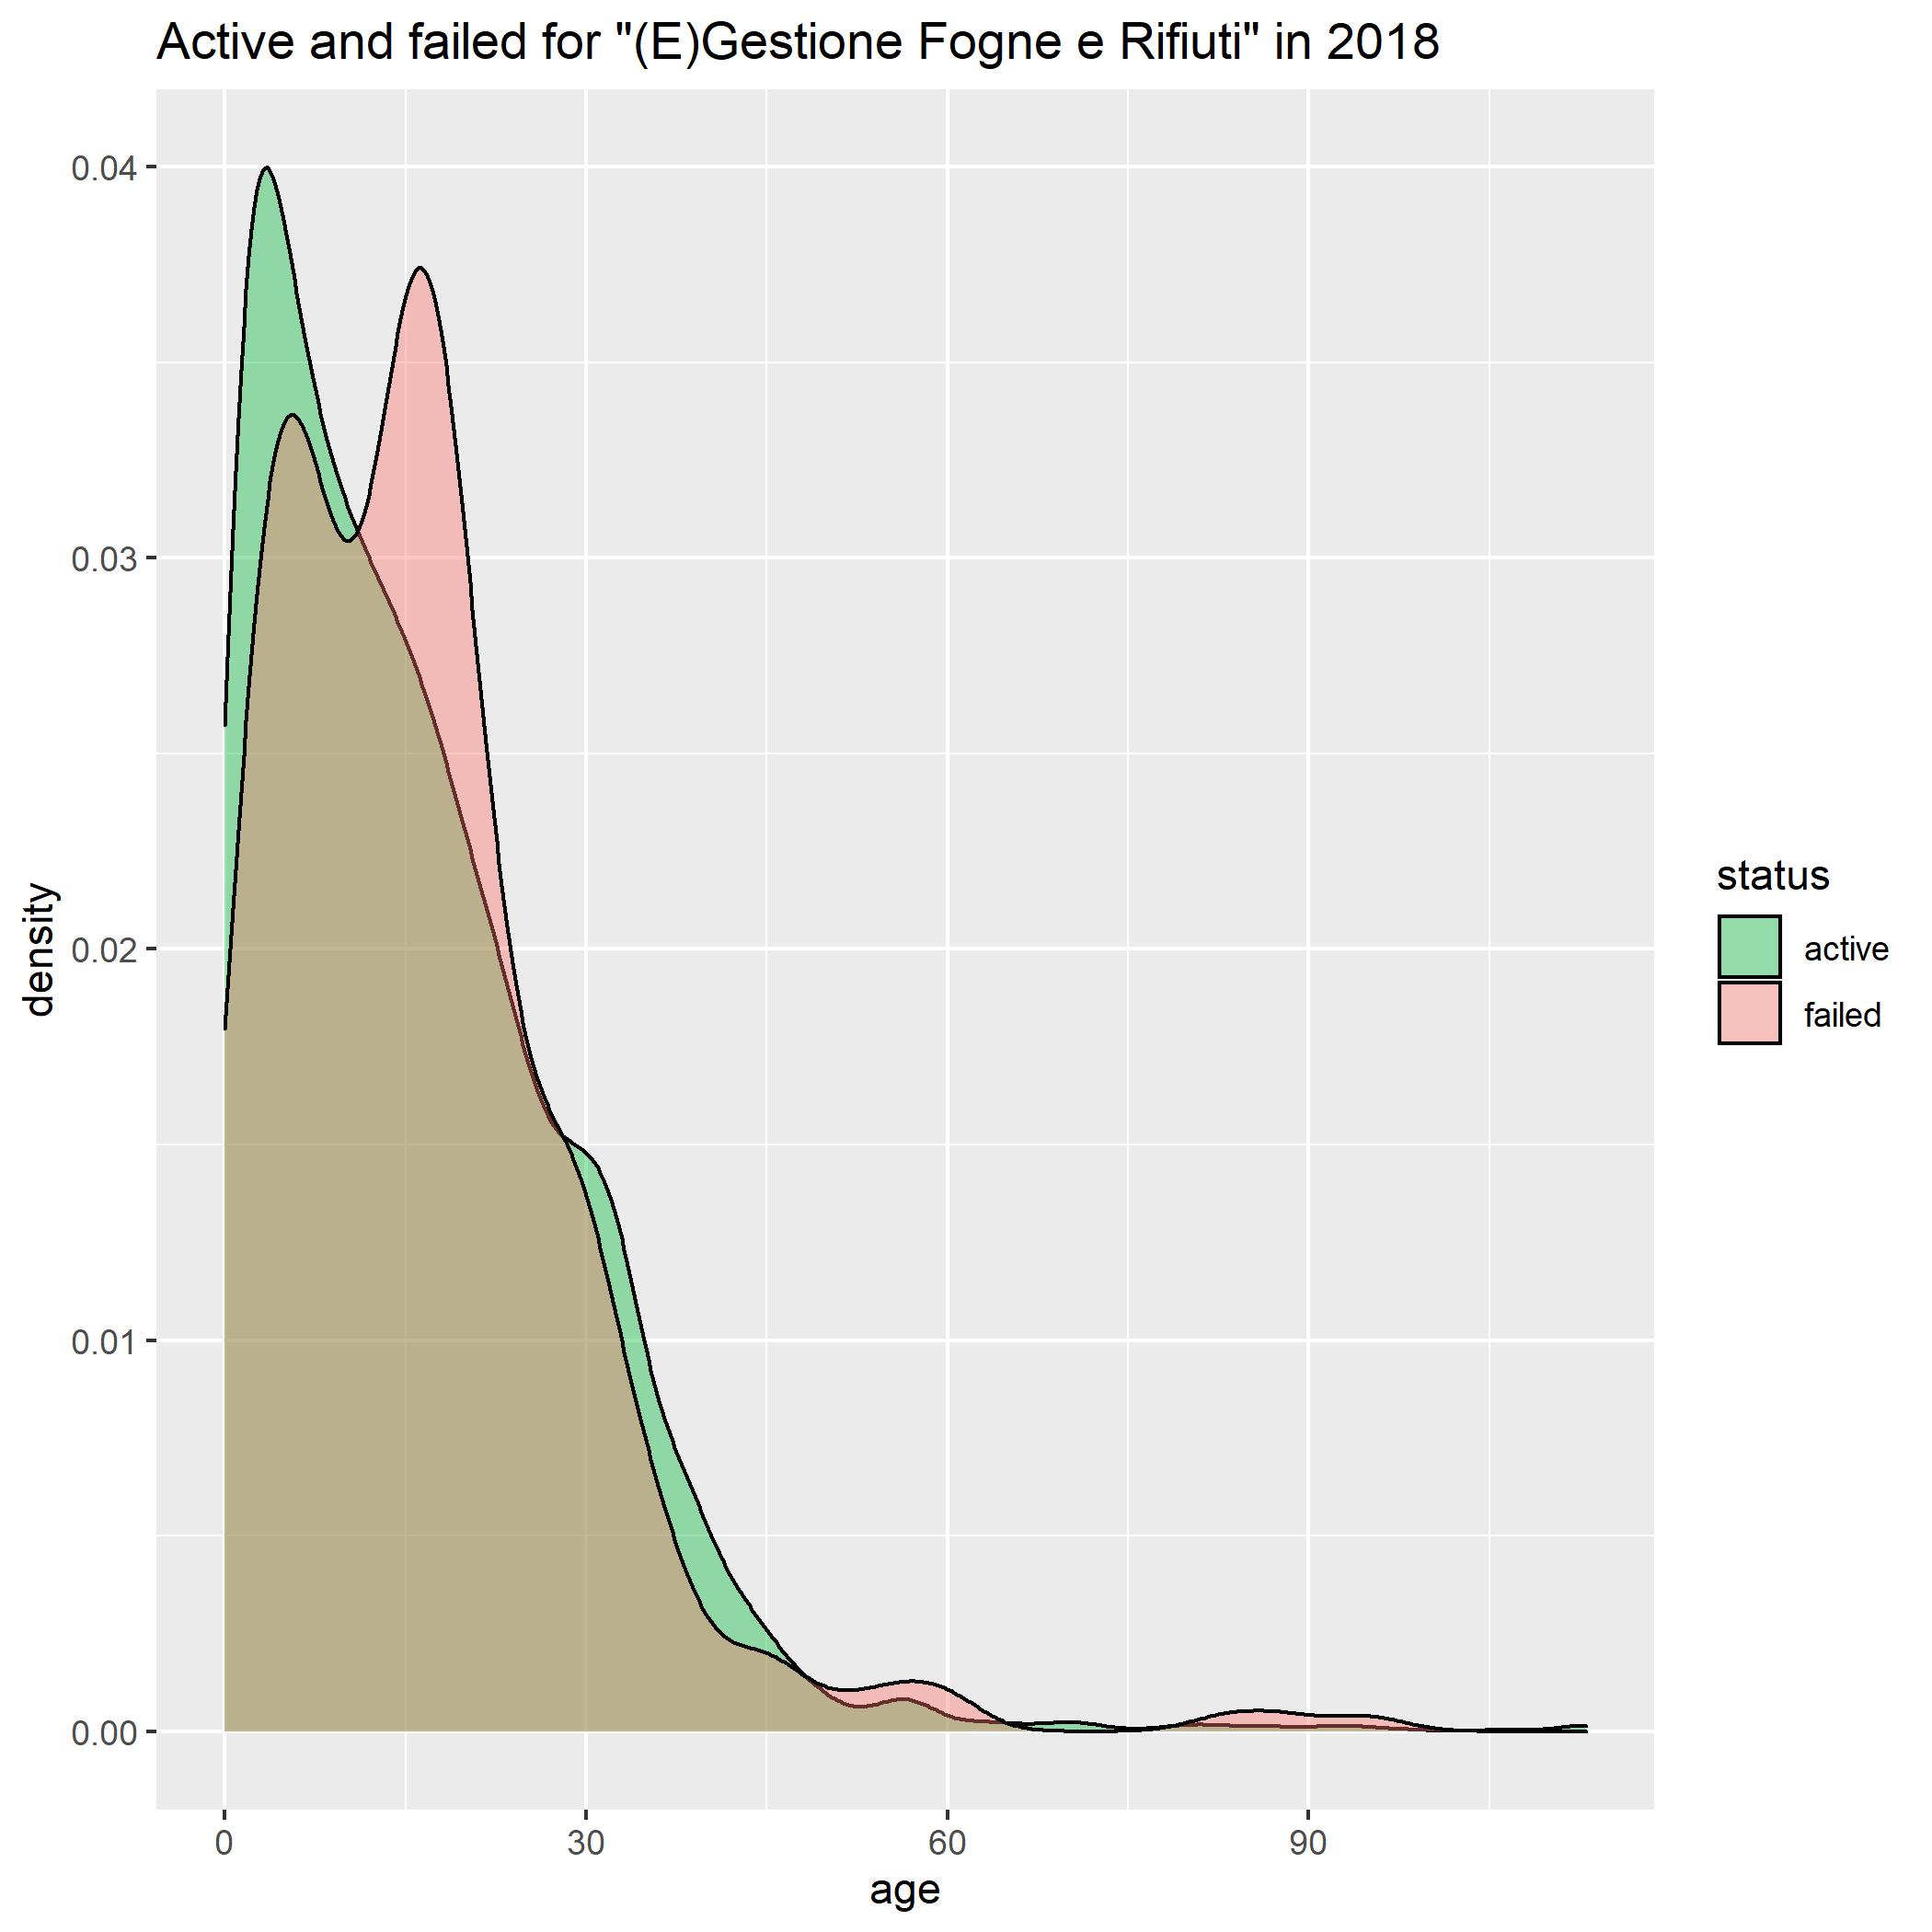 Active and failed for "(E)Gestione Fogne e Rifiuti" in 2018
0.04
0.03
0.02
0.01
0.00
density
0 30 60 90
age
status
active
failed